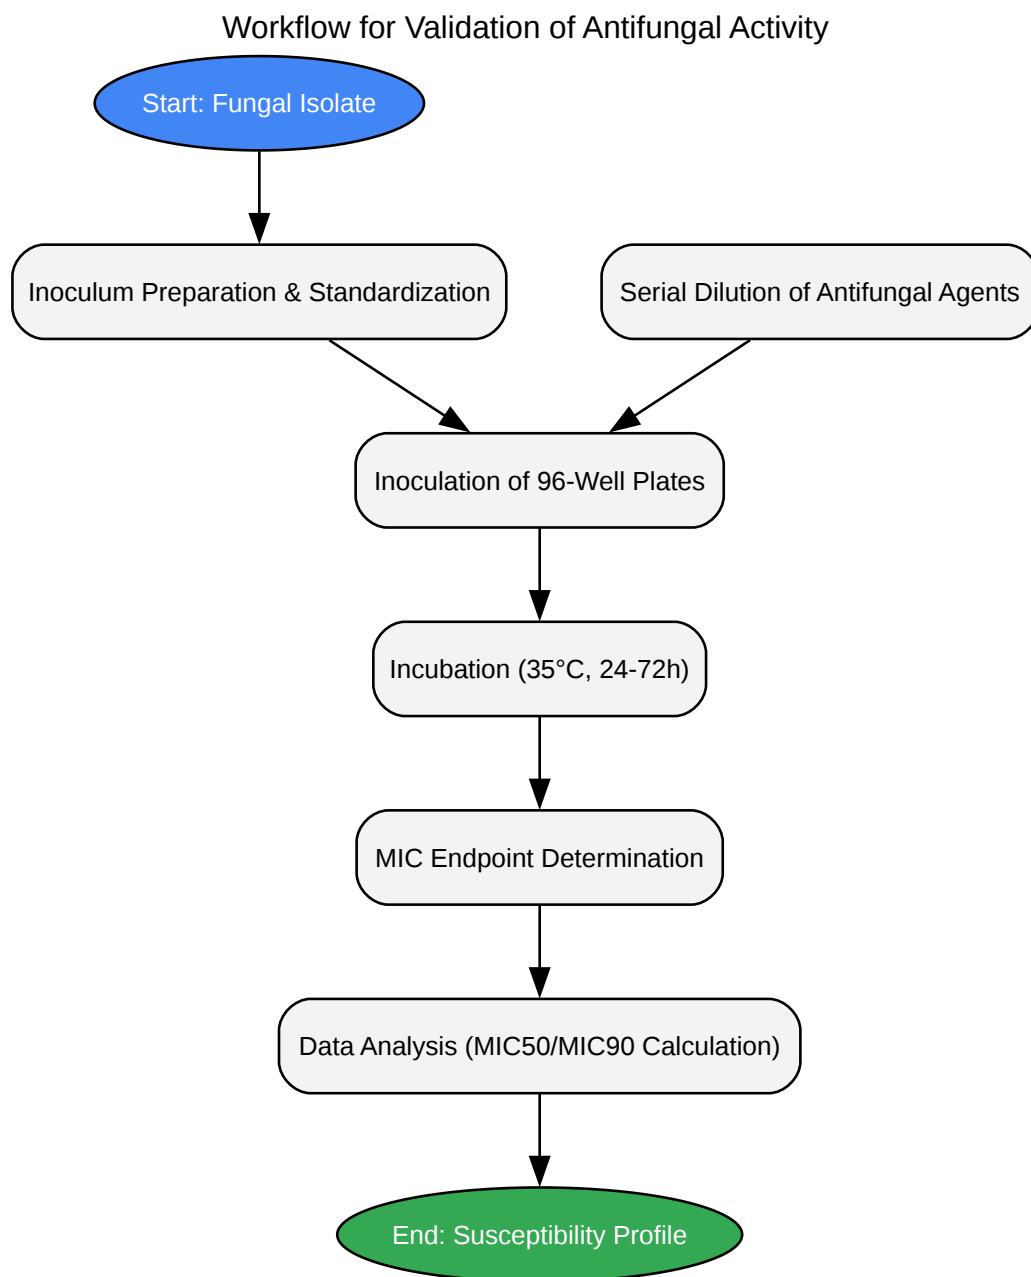 Workflow for Validation of Antifungal Activity
Start: Fungal Isolate
Inoculum Preparation & Standardization
Serial Dilution of Antifungal Agents
Inoculation of 96-Well Plates
Incubation (35°C, 24-72h)
MIC Endpoint Determination
Data Analysis (MIC50/MIC90 Calculation)
End: Susceptibility Profile